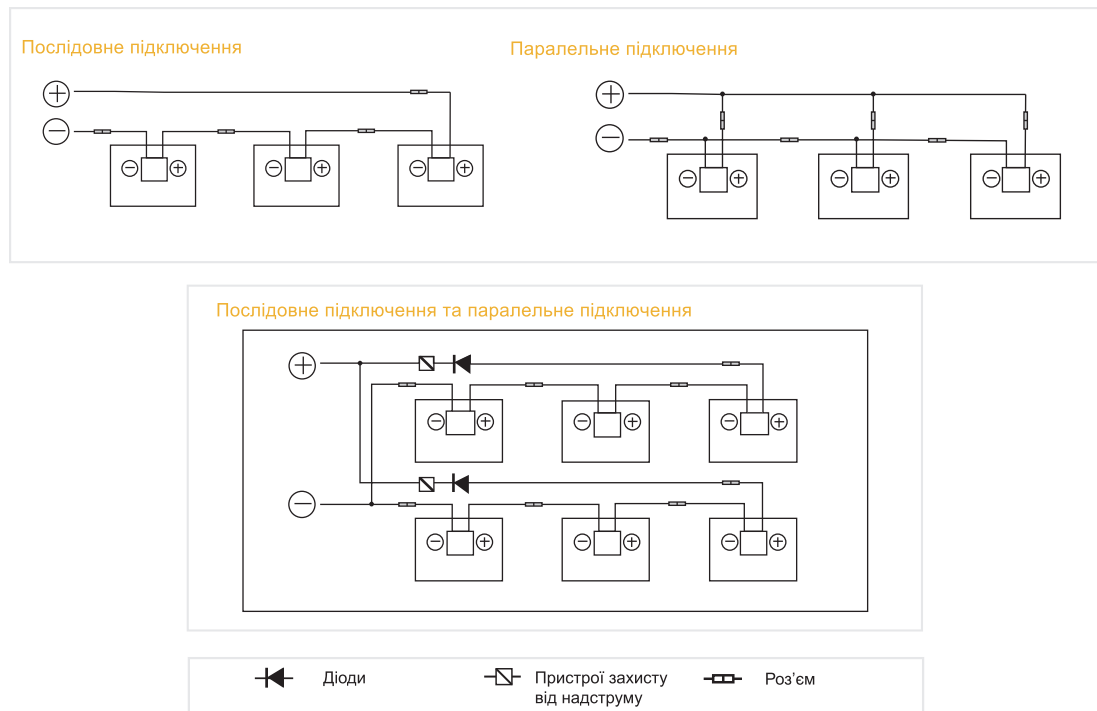 Послідовне підключення
Паралельне підключення
Послідовне підключення та паралельне підключення
Діоди
Пристрої захисту
від надструму
Роз’єм